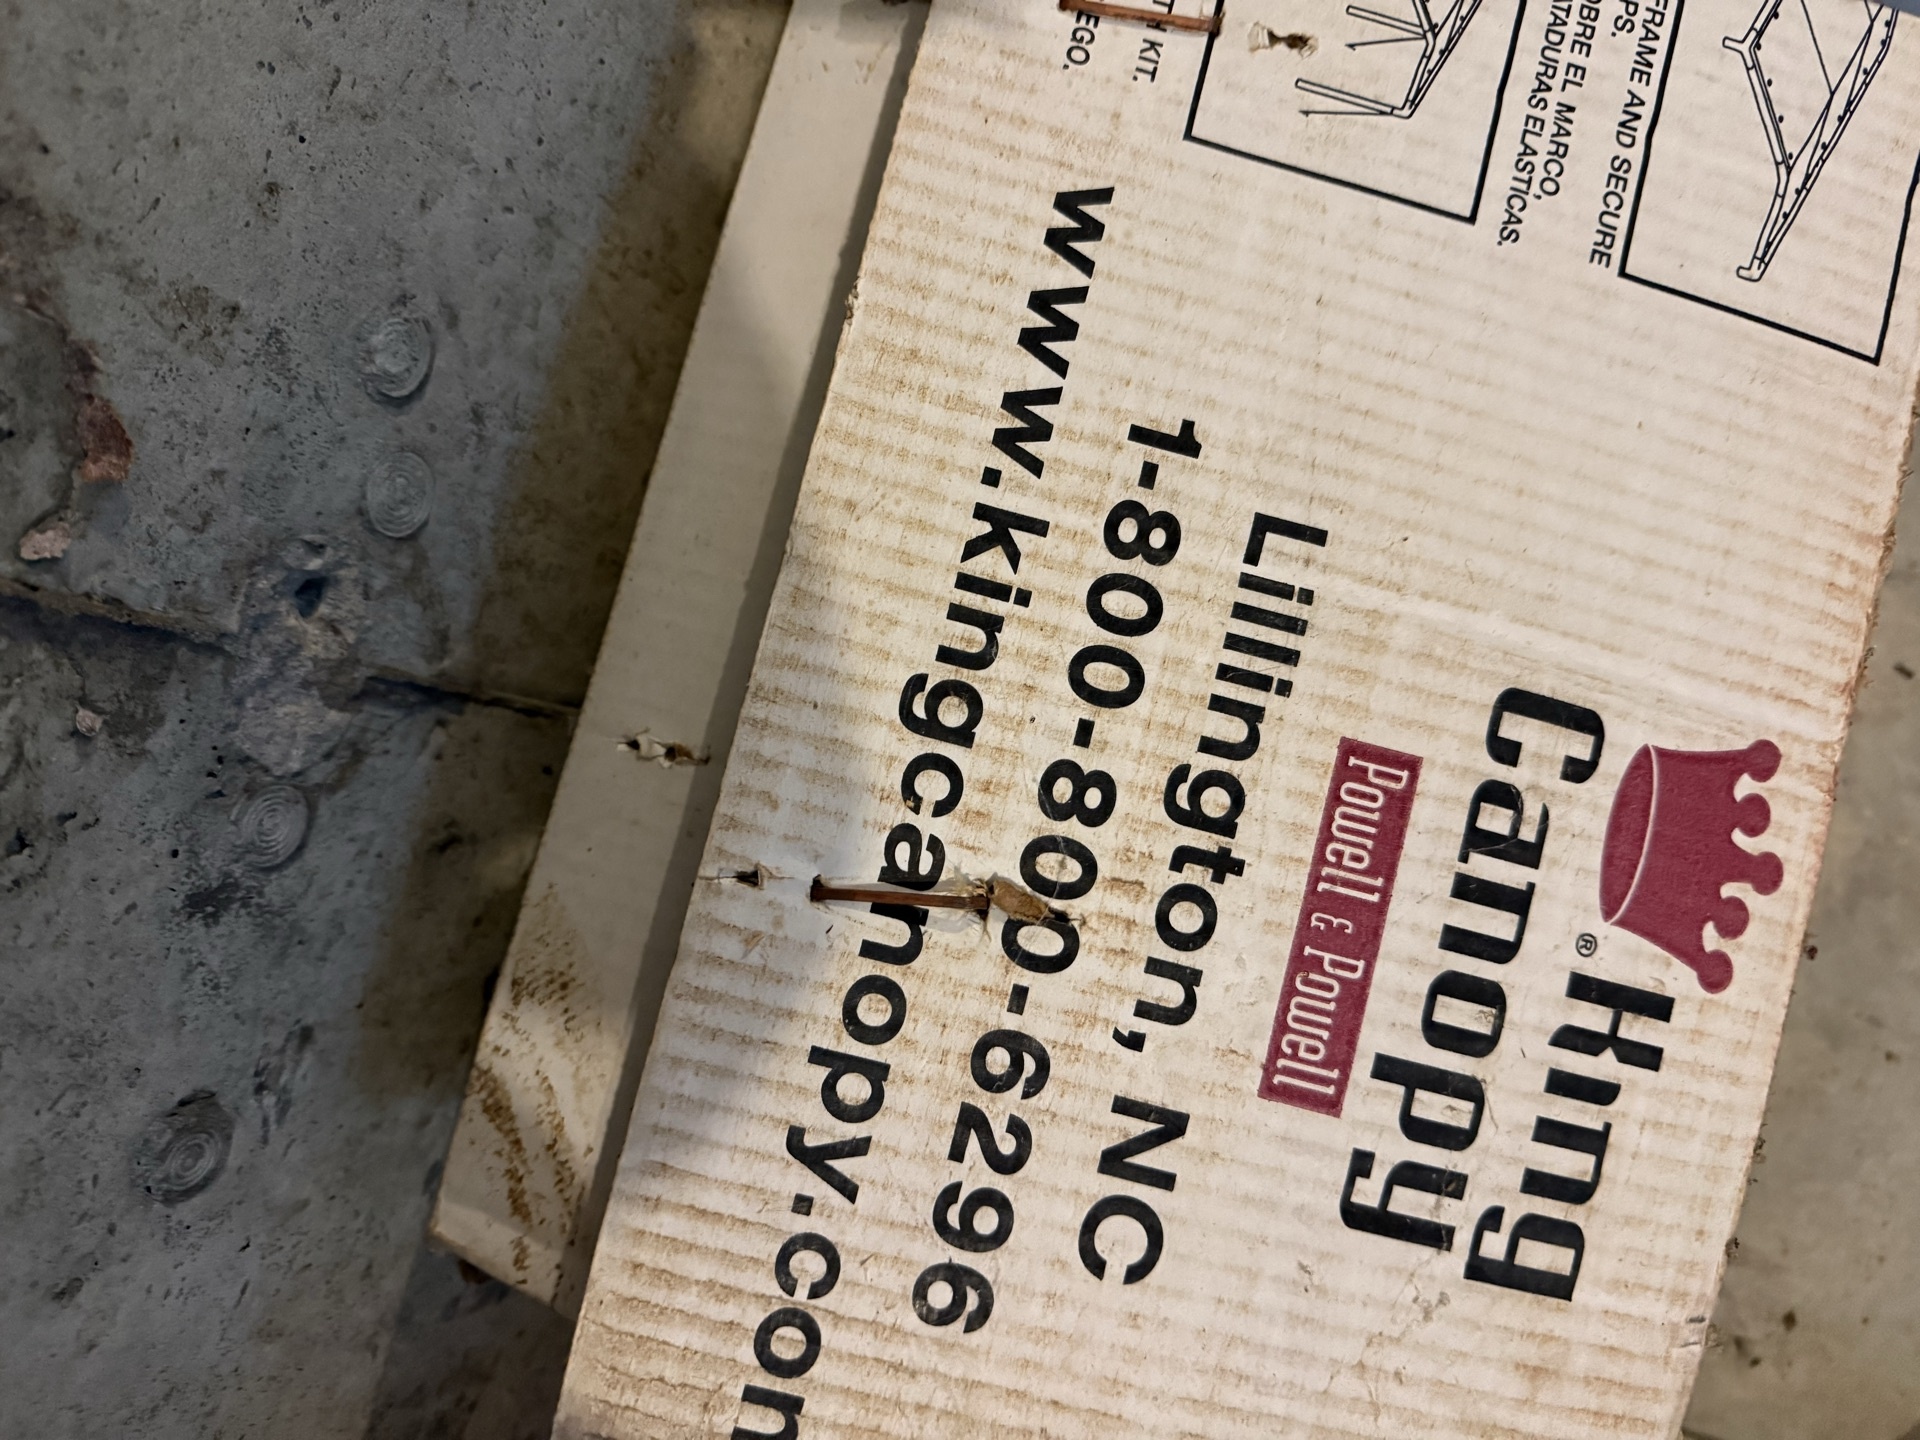 TH KIT.
EGO.
FRAME AND SECURE
PS.
OBRE EL MARCO,
ATADURAS ELASTICAS.
King
Canopy
®
Powell & Powell
Lillington, NC
1-800-800-6296
www.kingcanopy.com